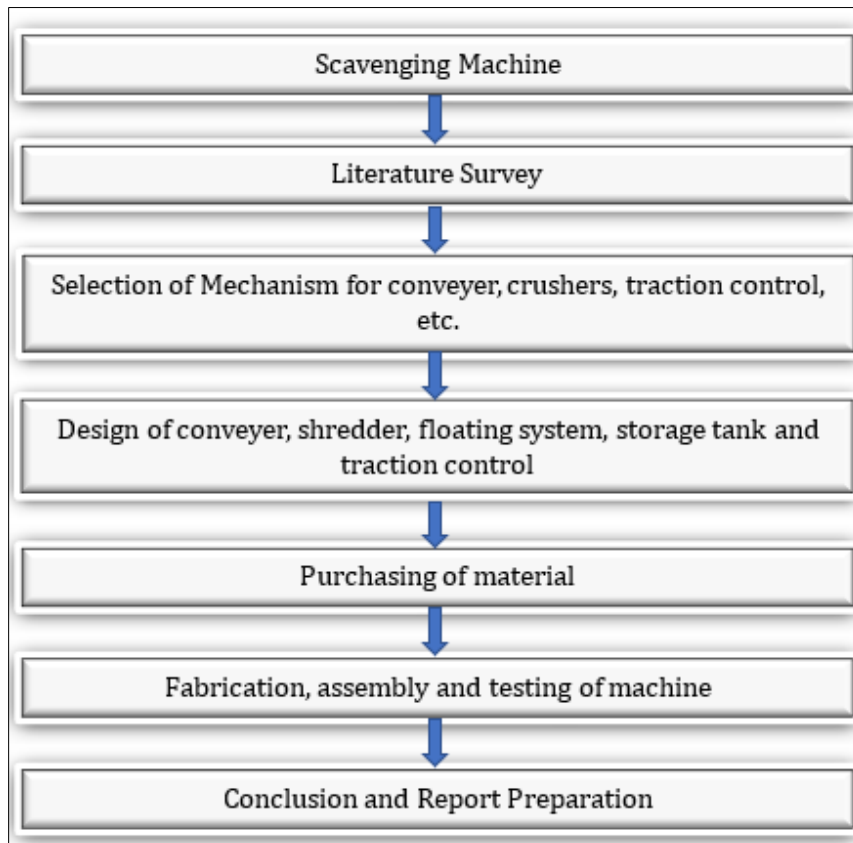 Scavenging Machine
Literature Survey
Selection of Mechanism for conveyer, crushers, traction control,
etc.
Design of conveyer, shredder, floating system, storage tank and
traction control
Purchasing of material
Fabrication, assembly and testing of machine
Conclusion and Report Preparation